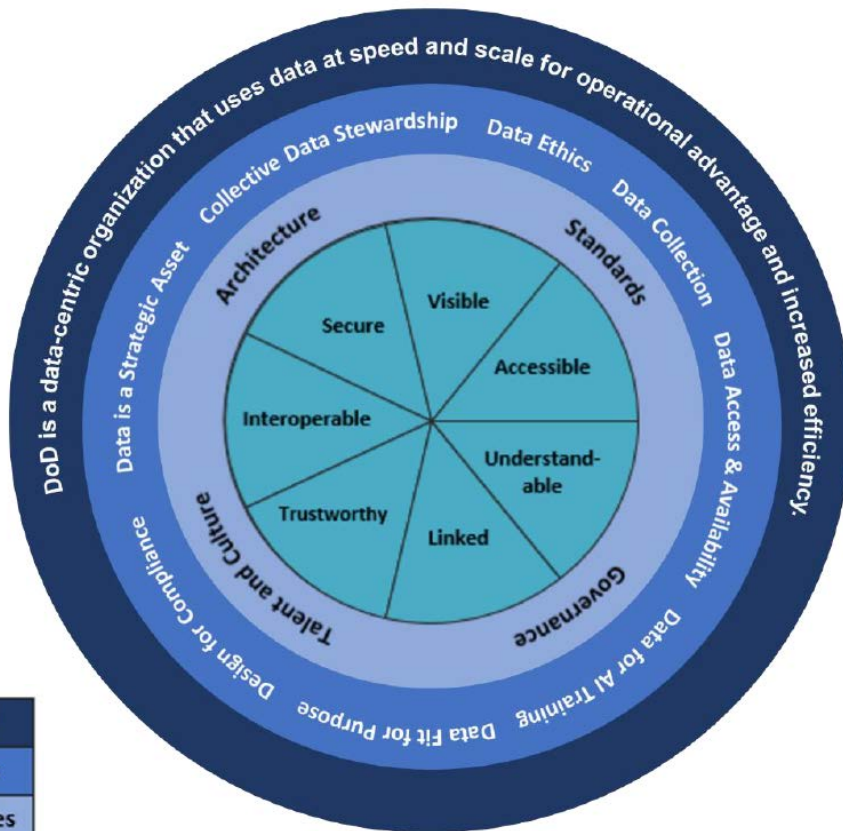 DoD is a data-centric organization that uses data at speed and scale for operational advantage and increased efficiency.
Data is a Strategic Asset
Collective Data Stewardship
Data Ethics
Data Collection
Data Access & Availability
Data for AI Training
Data Fit for Purpose
Design for Compliance
Architecture
Standards
Governance
Talent and Culture
Visible
Accessible
Understand-
able
Linked
Trustworthy
Interoperable
Secure
es